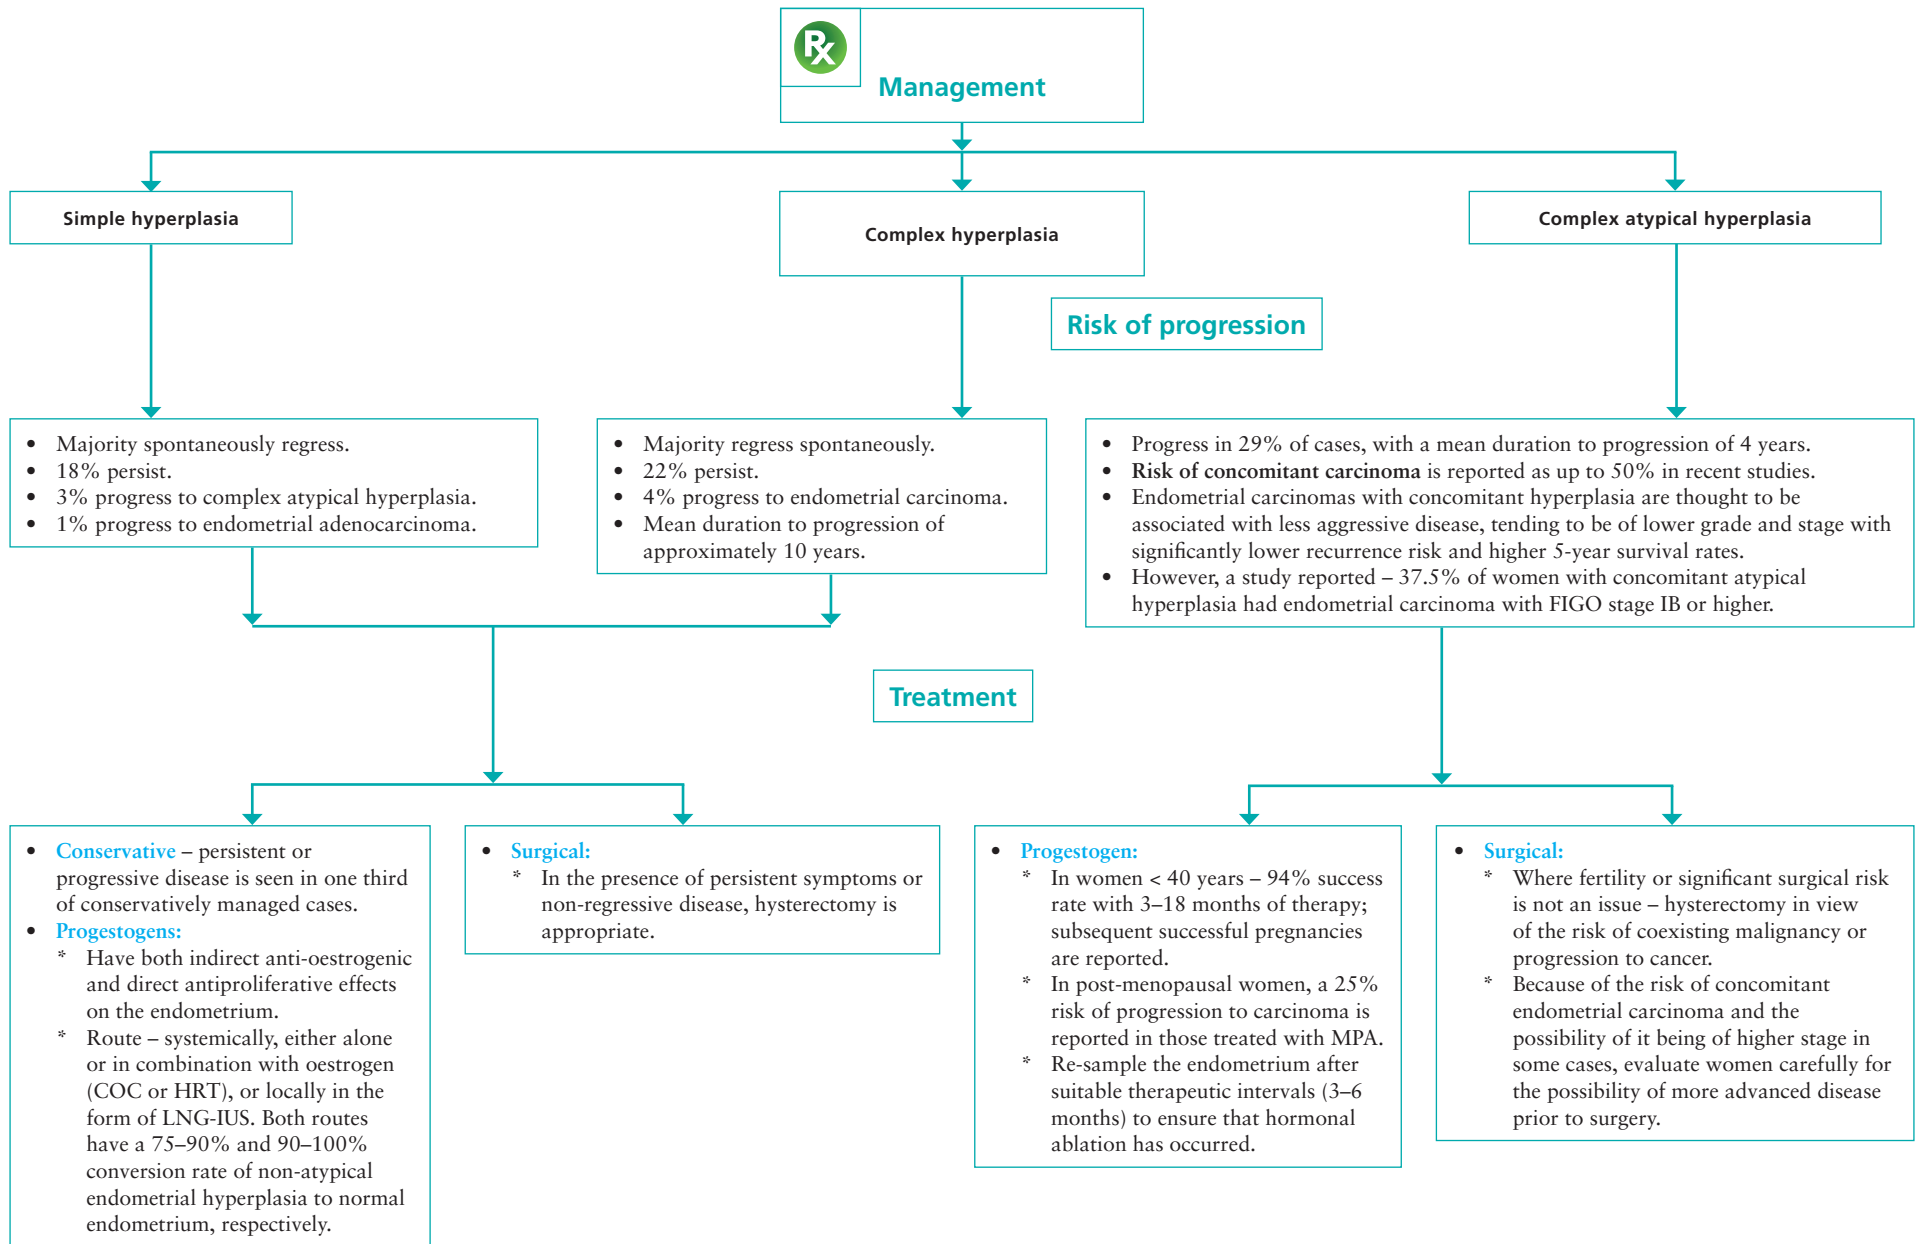 Rx
Management
Simple hyperplasia
Complex hyperplasia
Complex atypical hyperplasia
Risk of progression
• Majority spontaneously regress.
• 18% persist.
• 3% progress to complex atypical hyperplasia.
• 1% progress to endometrial adenocarcinoma.
• Majority regress spontaneously.
• 22% persist.
• 4% progress to endometrial carcinoma.
• Mean duration to progression of
approximately 10 years.
• Progress in 29% of cases, with a mean duration to progression of 4 years.
• Risk of concomitant carcinoma is reported as up to 50% in recent studies.
• Endometrial carcinomas with concomitant hyperplasia are thought to be
associated with less aggressive disease, tending to be of lower grade and stage with
significantly lower recurrence risk and higher 5-year survival rates.
• However, a study reported – 37.5% of women with concomitant atypical
hyperplasia had endometrial carcinoma with FIGO stage IB or higher.
Treatment
• Conservative – persistent or
progressive disease is seen in one third
of conservatively managed cases.
• Progestogens:
* Have both indirect anti-oestrogenic
and direct antiproliferative effects
on the endometrium.
* Route – systemically, either alone
or in combination with oestrogen
(COC or HRT), or locally in the
form of LNG-IUS. Both routes
have a 75–90% and 90–100%
conversion rate of non-atypical
endometrial hyperplasia to normal
endometrium, respectively.
• Surgical:
* In the presence of persistent symptoms or
non-regressive disease, hysterectomy is
appropriate.
• Progestogen:
* In women < 40 years – 94% success
rate with 3–18 months of therapy;
subsequent successful pregnancies
are reported.
* In post-menopausal women, a 25%
risk of progression to carcinoma is
reported in those treated with MPA.
* Re-sample the endometrium after
suitable therapeutic intervals (3–6
months) to ensure that hormonal
ablation has occurred.
• Surgical:
* Where fertility or significant surgical risk
is not an issue – hysterectomy in view
of the risk of coexisting malignancy or
progression to cancer.
* Because of the risk of concomitant
endometrial carcinoma and the
possibility of it being of higher stage in
some cases, evaluate women carefully for
the possibility of more advanced disease
prior to surgery.